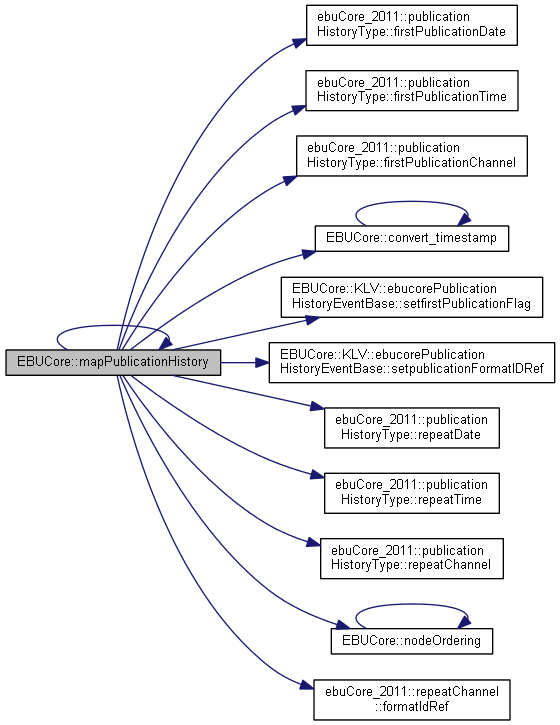 ebuCore_2011::publication
HistoryType::firstPublicationDate
ebuCore_2011::publication
HistoryType::firstPublicationTime
ebuCore_2011::publication
HistoryType::firstPublicationChannel
EBUCore::convert_timestamp
EBUCore::KLV::ebucorePublication
HistoryEventBase::setfirstPublicationFlag
EBUCore::mapPublicationHistory
EBUCore::KLV::ebucorePublication
HistoryEventBase::setpublicationFormatIDRef
ebuCore_2011::publication
HistoryType::repeatDate
ebuCore_2011::publication
HistoryType::repeatTime
ebuCore_2011::publication
HistoryType::repeatChannel
EBUCore::nodeOrdering
ebuCore_2011::repeatChannel
::formatIdRef